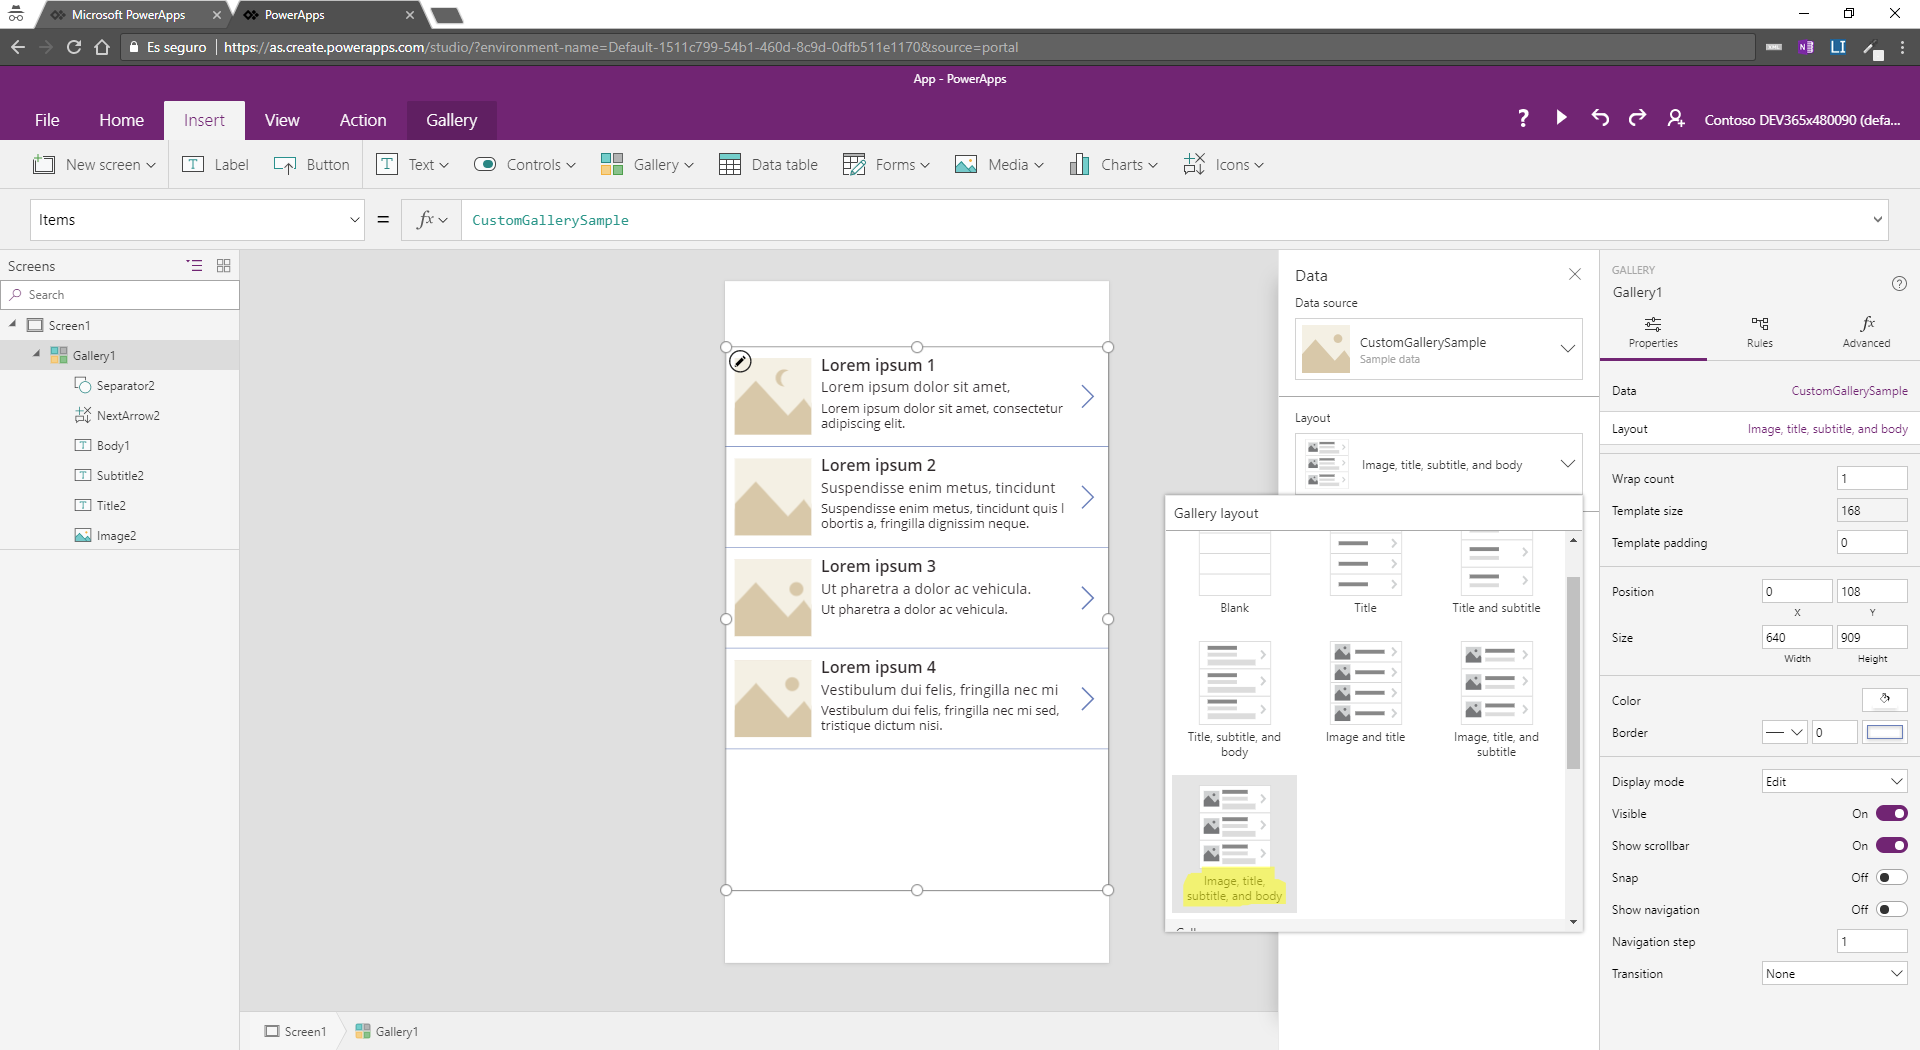 Microsoft PowerApps
PowerApps
Es seguro
https://as.create.powerapps.com/studio/?environment-name=Default-1511c799-54b1-460d-8c9d-0dfb511e1170&source=portal
App - PowerApps
File
Home
Insert
View
Action
Gallery
Contoso DEV365x480090 (defa...
New screen
Label
Button
Text
Controls
Gallery
Data table
Forms
Media
Charts
Icons
Items
=
fx
CustomGallerySample
Screens
Search
Screen1
Gallery1
Separator2
NextArrow2
Body1
Subtitle2
Title2
Image2
Lorem ipsum 1
Lorem ipsum dolor sit amet,
Lorem ipsum dolor sit amet, consectetur
adipiscing elit.
Lorem ipsum 2
Suspendisse enim metus, tincidunt
Suspendisse enim metus, tincidunt quis l
obortis a, fringilla dignissim neque.
Lorem ipsum 3
Ut pharetra a dolor ac vehicula.
Ut pharetra a dolor ac vehicula.
Lorem ipsum 4
Vestibulum dui felis, fringilla nec mi
Vestibulum dui felis, fringilla nec mi sed,
tristique dictum nisi.
Screen1
Gallery1
Data
Data source
CustomGallerySample
Sample data
Layout
Image, title, subtitle, and body
Gallery layout
Blank
Title
Title and subtitle
Title, subtitle, and
body
Image and title
Image, title, and
subtitle
Image, title,
subtitle, and body
GALLERY
Gallery1
Properties
Rules
fx
Advanced
Data
CustomGallerySample
Layout
Image, title, subtitle, and body
Wrap count
1
Template size
168
Template padding
0
Position
0
108
X
Y
Size
640
909
Width
Height
Color
Border
0
Display mode
Edit
Visible
On
Show scrollbar
On
Snap
Off
Show navigation
Off
Navigation step
1
Transition
None